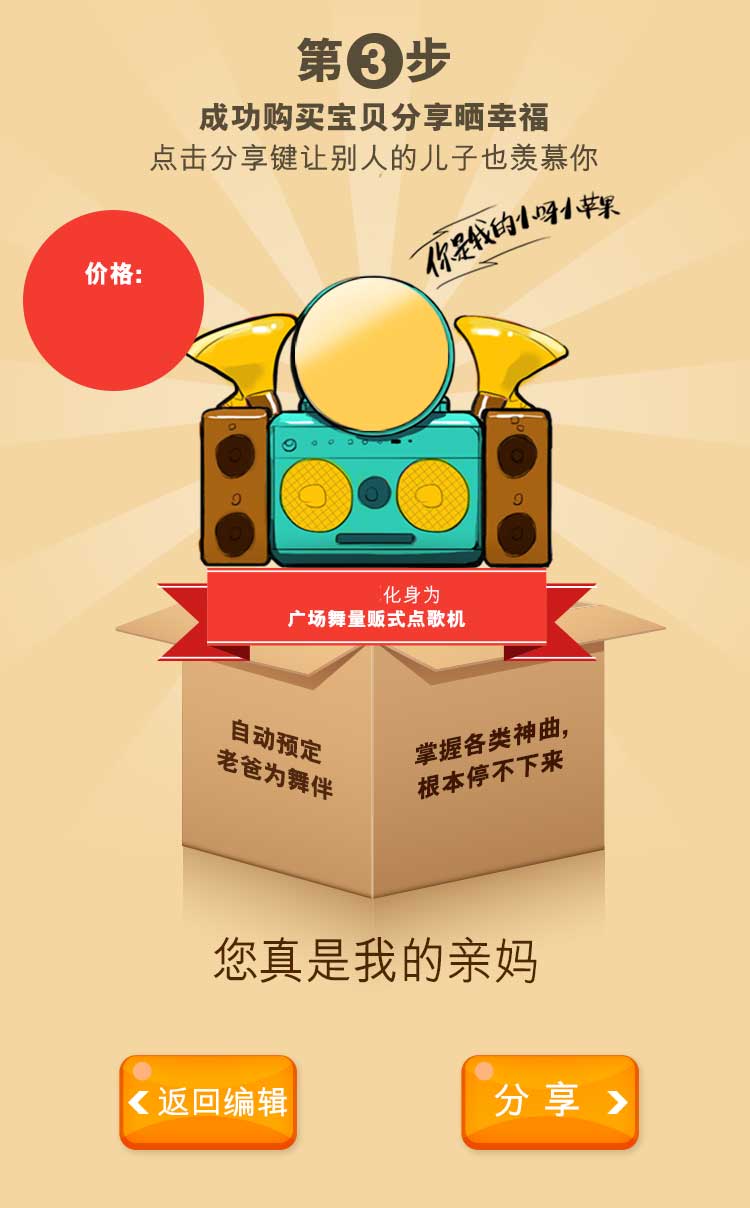 第3步
成功购买宝贝分享晒幸福
点击分享键让别人的儿子也羡慕你
你是我的小呀小苹果
价格:
化身为
广场舞量贩式点歌机
自动预定
老爸为舞伴
掌握各类神曲,
根本停不下来
您真是我的亲妈
返回编辑
分享